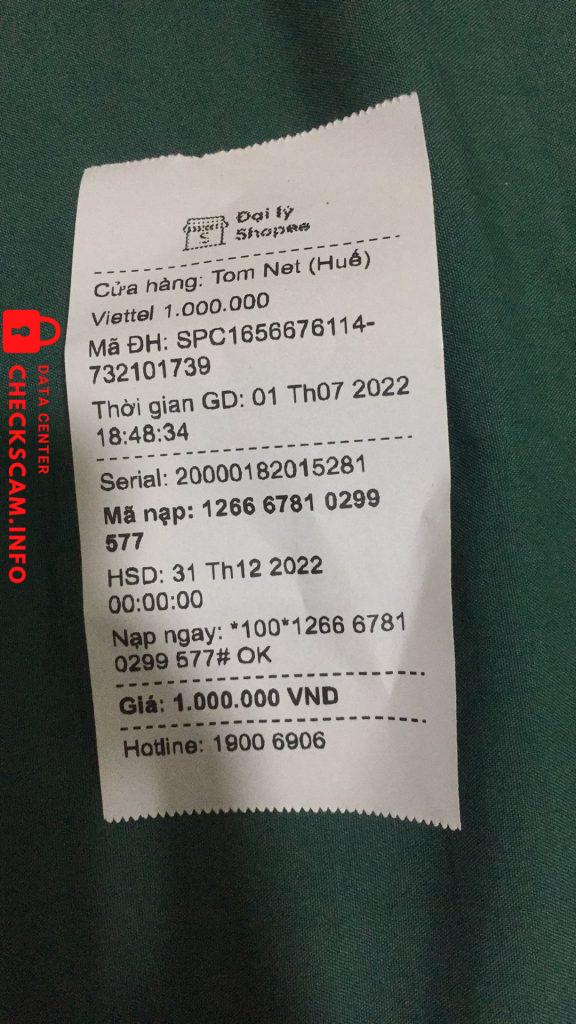 Đại lý
Shopee
Cửa hàng: Tom Net (Huế)
Viettel 1.000.000
Mã ĐH: SPC1656676114-
732101739
Thời gian GD: 01 Th07 2022
18:48:34
Serial: 20000182015281
Mã nạp: 1266 6781 0299
577
HSD: 31 Th12 2022
00:00:00
Nạp ngay: *100*1266 6781
0299 577# OK
Giá: 1.000.000 VND
Hotline: 1900 6906
DATA CENTER
CHECKSCAM.INFO